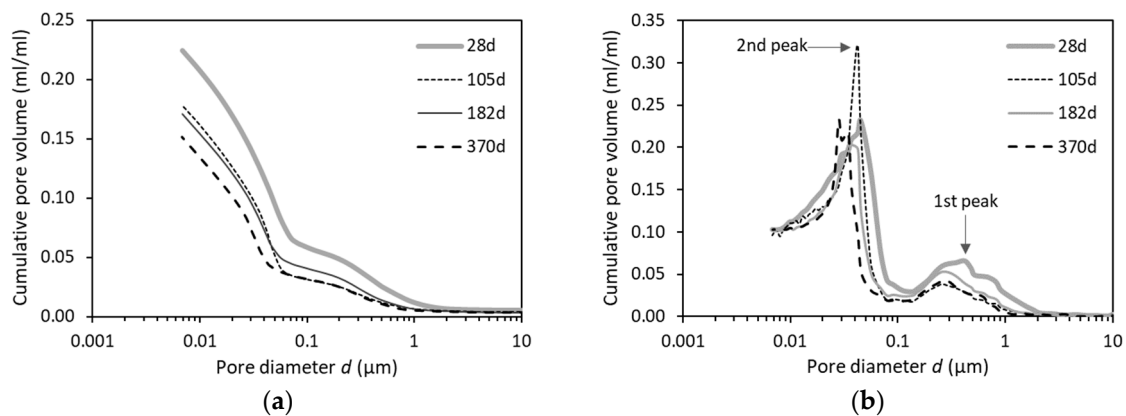 0.25
0.20
0.15
0.10
0.05
0.00
Cumulative pore volume (ml/ml)
28d
105d
182d
370d
0.001
0.01
0.1
1
10
Pore diameter d (µm)
(a)
0.35
0.30
0.25
0.20
0.15
0.10
0.05
0.00
Cumulative pore volume (ml/ml)
2nd peak
1st peak
28d
105d
182d
370d
0.001
0.01
0.1
1
10
Pore diameter d (µm)
(b)